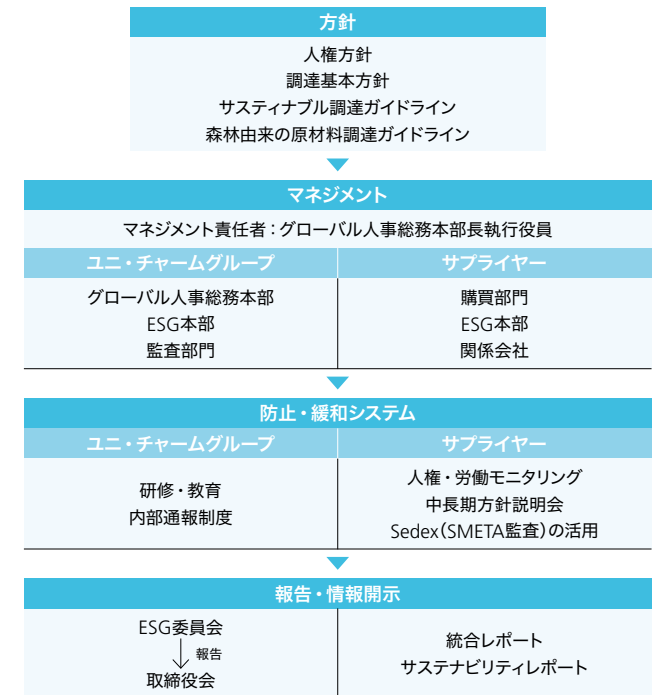 方針
人権方針
調達基本方針
サスティナブル調達ガイドライン
森林由来の原材料調達ガイドライン
マネジメント
マネジメント責任者：グローバル人事総務本部長執行役員
ユニ・チャームグループ
サプライヤー
グローバル人事総務本部
ESG本部
監査部門
購買部門
ESG本部
関係会社
防止・緩和システム
ユニ・チャームグループ
サプライヤー
研修・教育
内部通報制度
人権・労働モニタリング
中長期方針説明会
Sedex（SMETA監査）の活用
報告・情報開示
ESG委員会
報告
取締役会
統合レポート
サステナビリティレポート